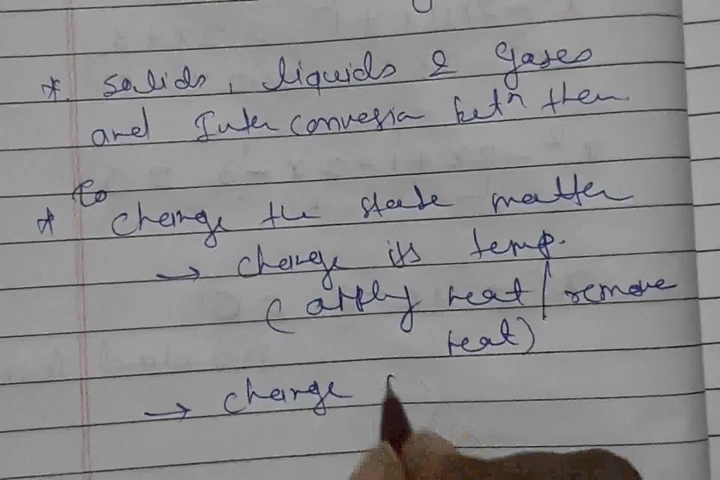 * Solids, liquids & gases
and Inter conversion betn them
to
* change the state matter
→ change its temp.
( apply heat / remove
heat)
→ change